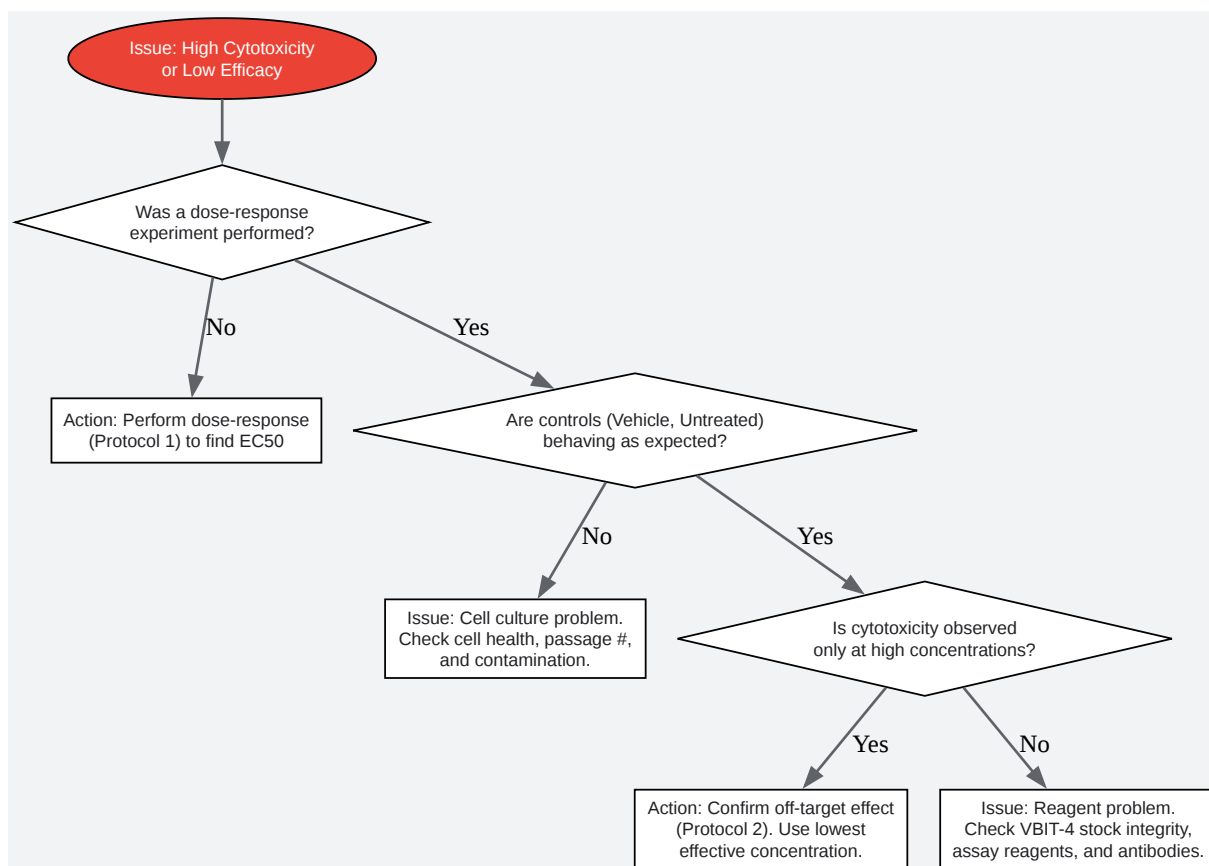 Issue: High Cytotoxicity
or Low Efficacy
Was a dose-response
experiment performed?
No
Yes
Action: Perform dose-response
(Protocol 1) to find EC50
Are controls (Vehicle, Untreated)
behaving as expected?
No
Yes
Issue: Cell culture problem.
Check cell health, passage #,
and contamination.
Is cytotoxicity observed
only at high concentrations?
Yes
No
Action: Confirm off-target effect
(Protocol 2). Use lowest
effective concentration.
Issue: Reagent problem.
Check VBIT-4 stock integrity,
assay reagents, and antibodies.